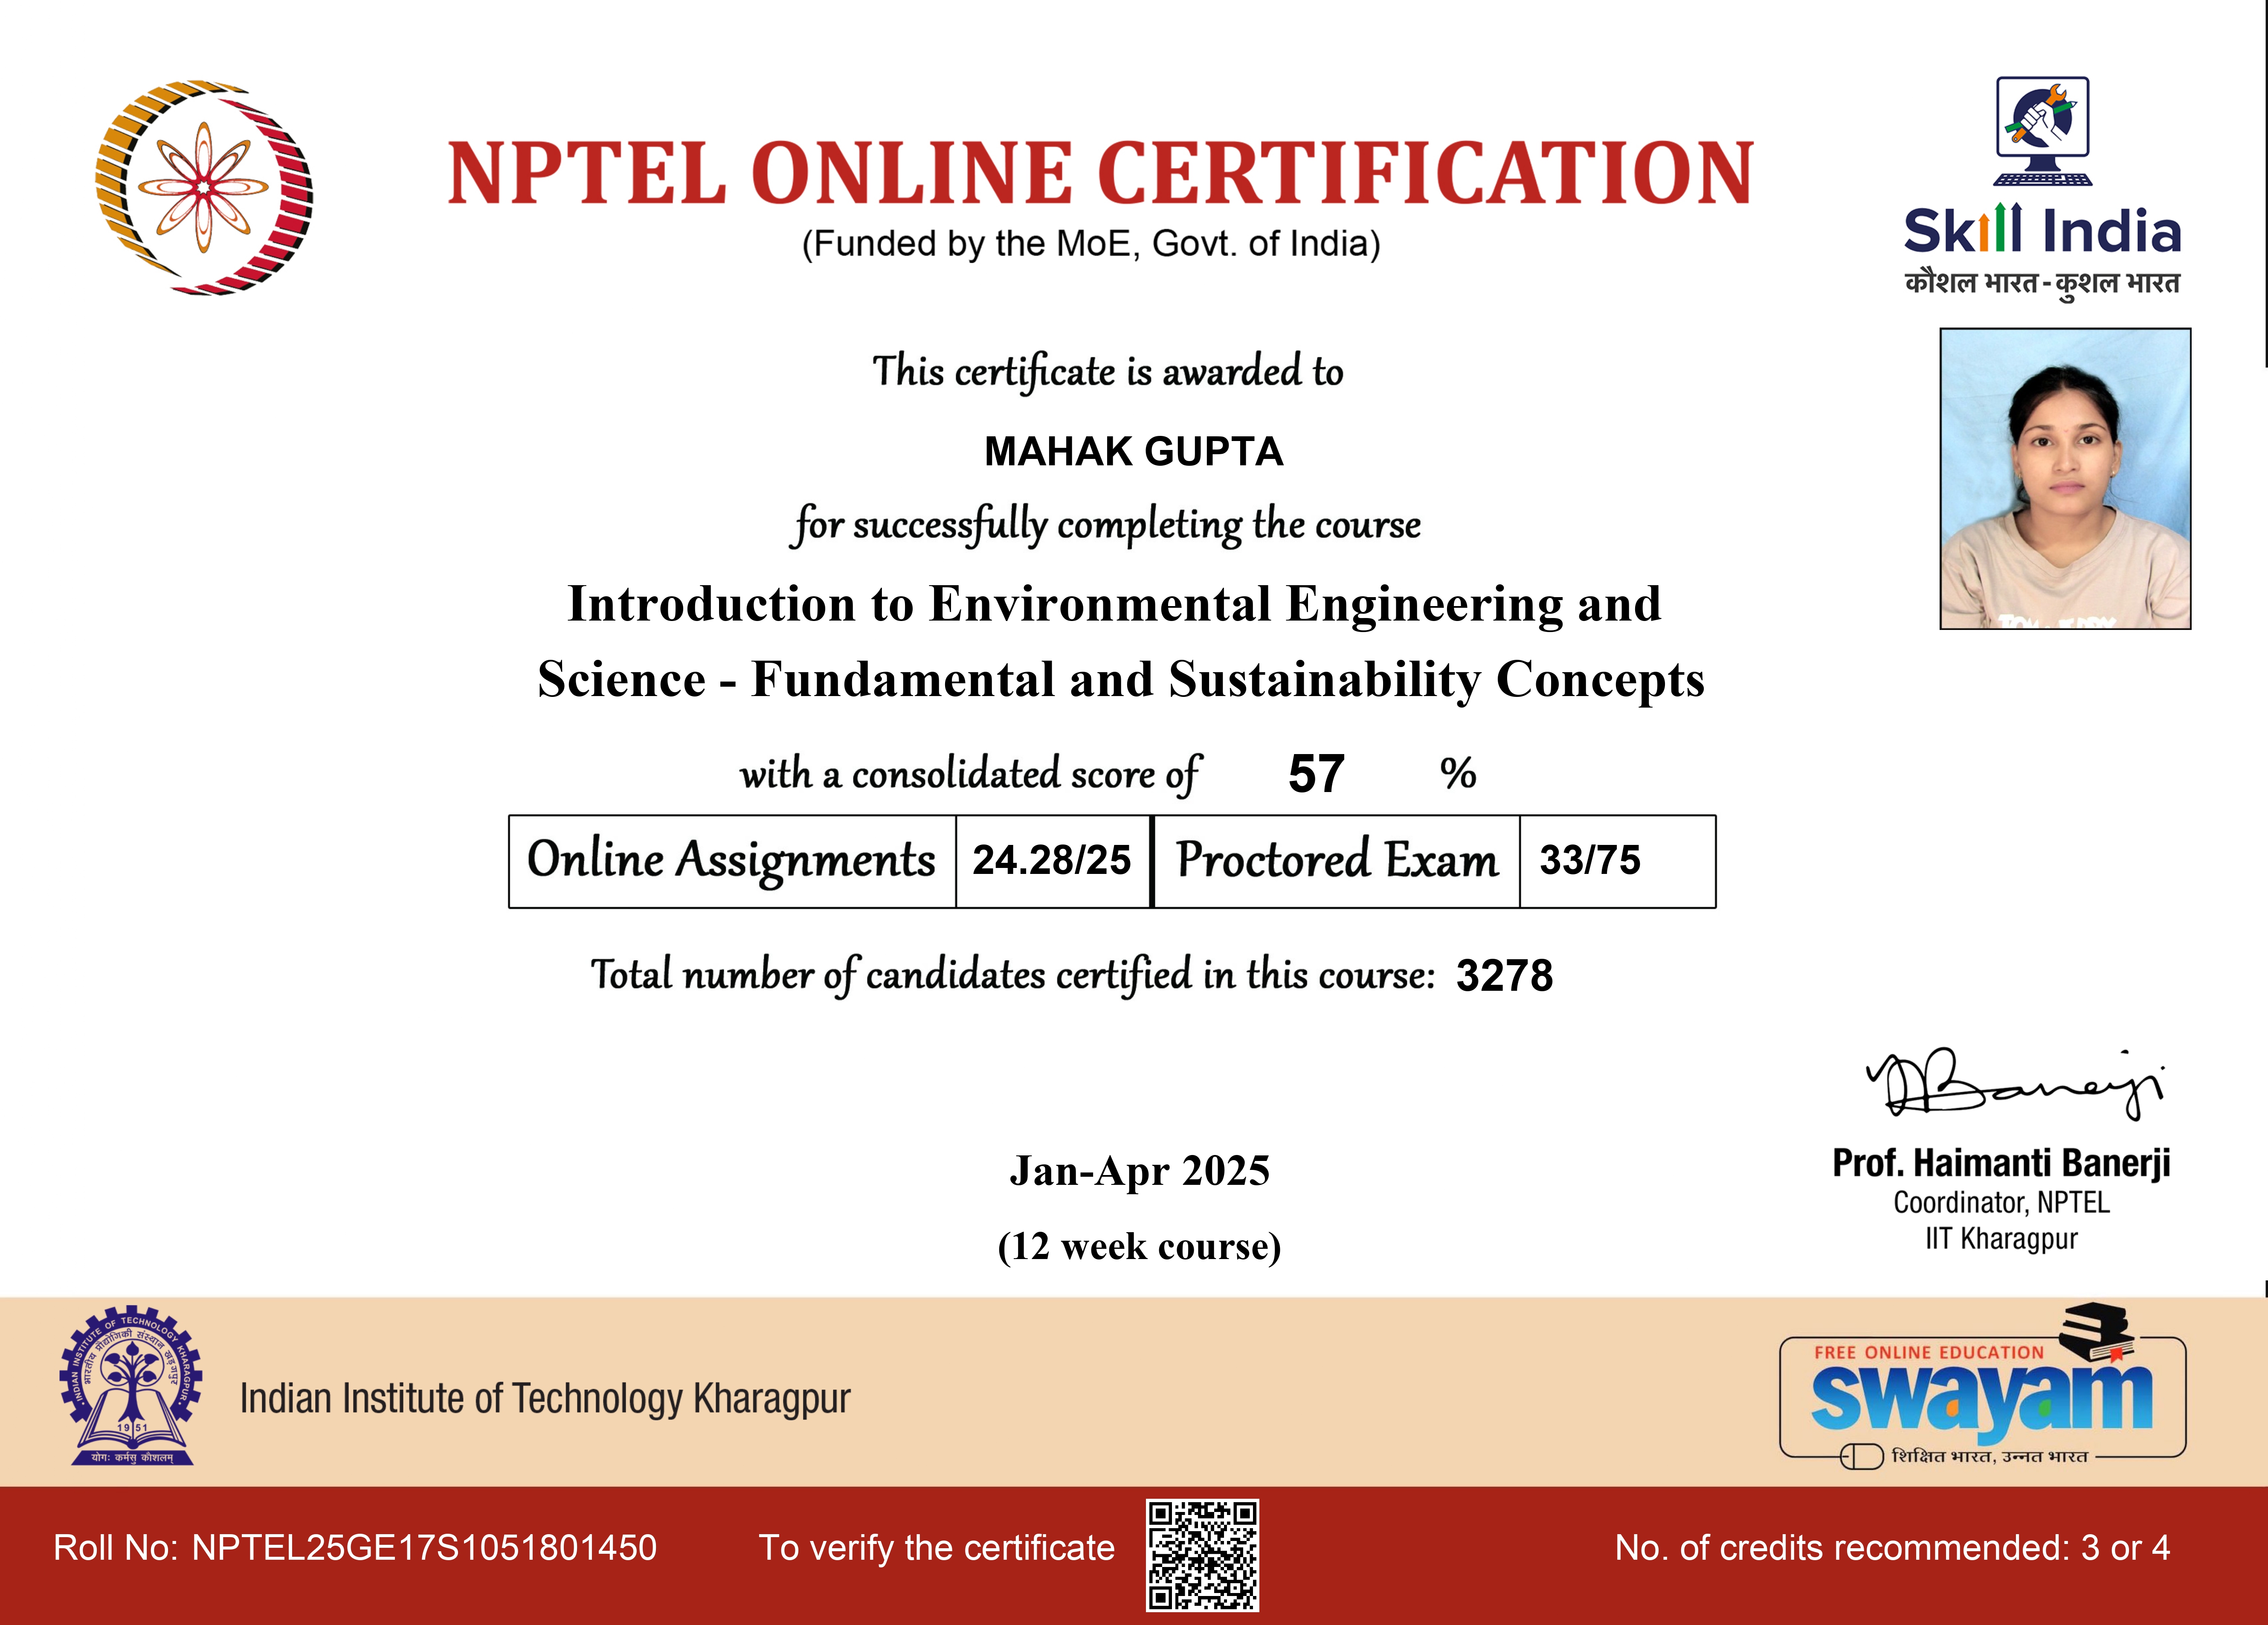 NPTEL ONLINE CERTIFICATION
(Funded by the MoE, Govt. of India)
Skill India
कौशल भारत - कुशल भारत
This certificate is awarded to
MAHAK GUPTA
for successfully completing the course
Introduction to Environmental Engineering and
Science - Fundamental and Sustainability Concepts
with a consolidated score of 57 %
Online Assignments 24.28/25 Proctored Exam 33/75
Total number of candidates certified in this course: 3278
Jan-Apr 2025
(12 week course)
Prof. Haimanti Banerji
Coordinator, NPTEL
IIT Kharagpur
INDIAN INSTITUTE OF TECHNOLOGY KHARAGPUR
भारतीय प्रौद्योगिकी संस्थान खड़गपुर
1951
योगः कर्मसु कौशलम्
Indian Institute of Technology Kharagpur
FREE ONLINE EDUCATION
swayam
शिक्षित भारत, उन्नत भारत
Roll No: NPTEL25GE17S1051801450
To verify the certificate
No. of credits recommended: 3 or 4